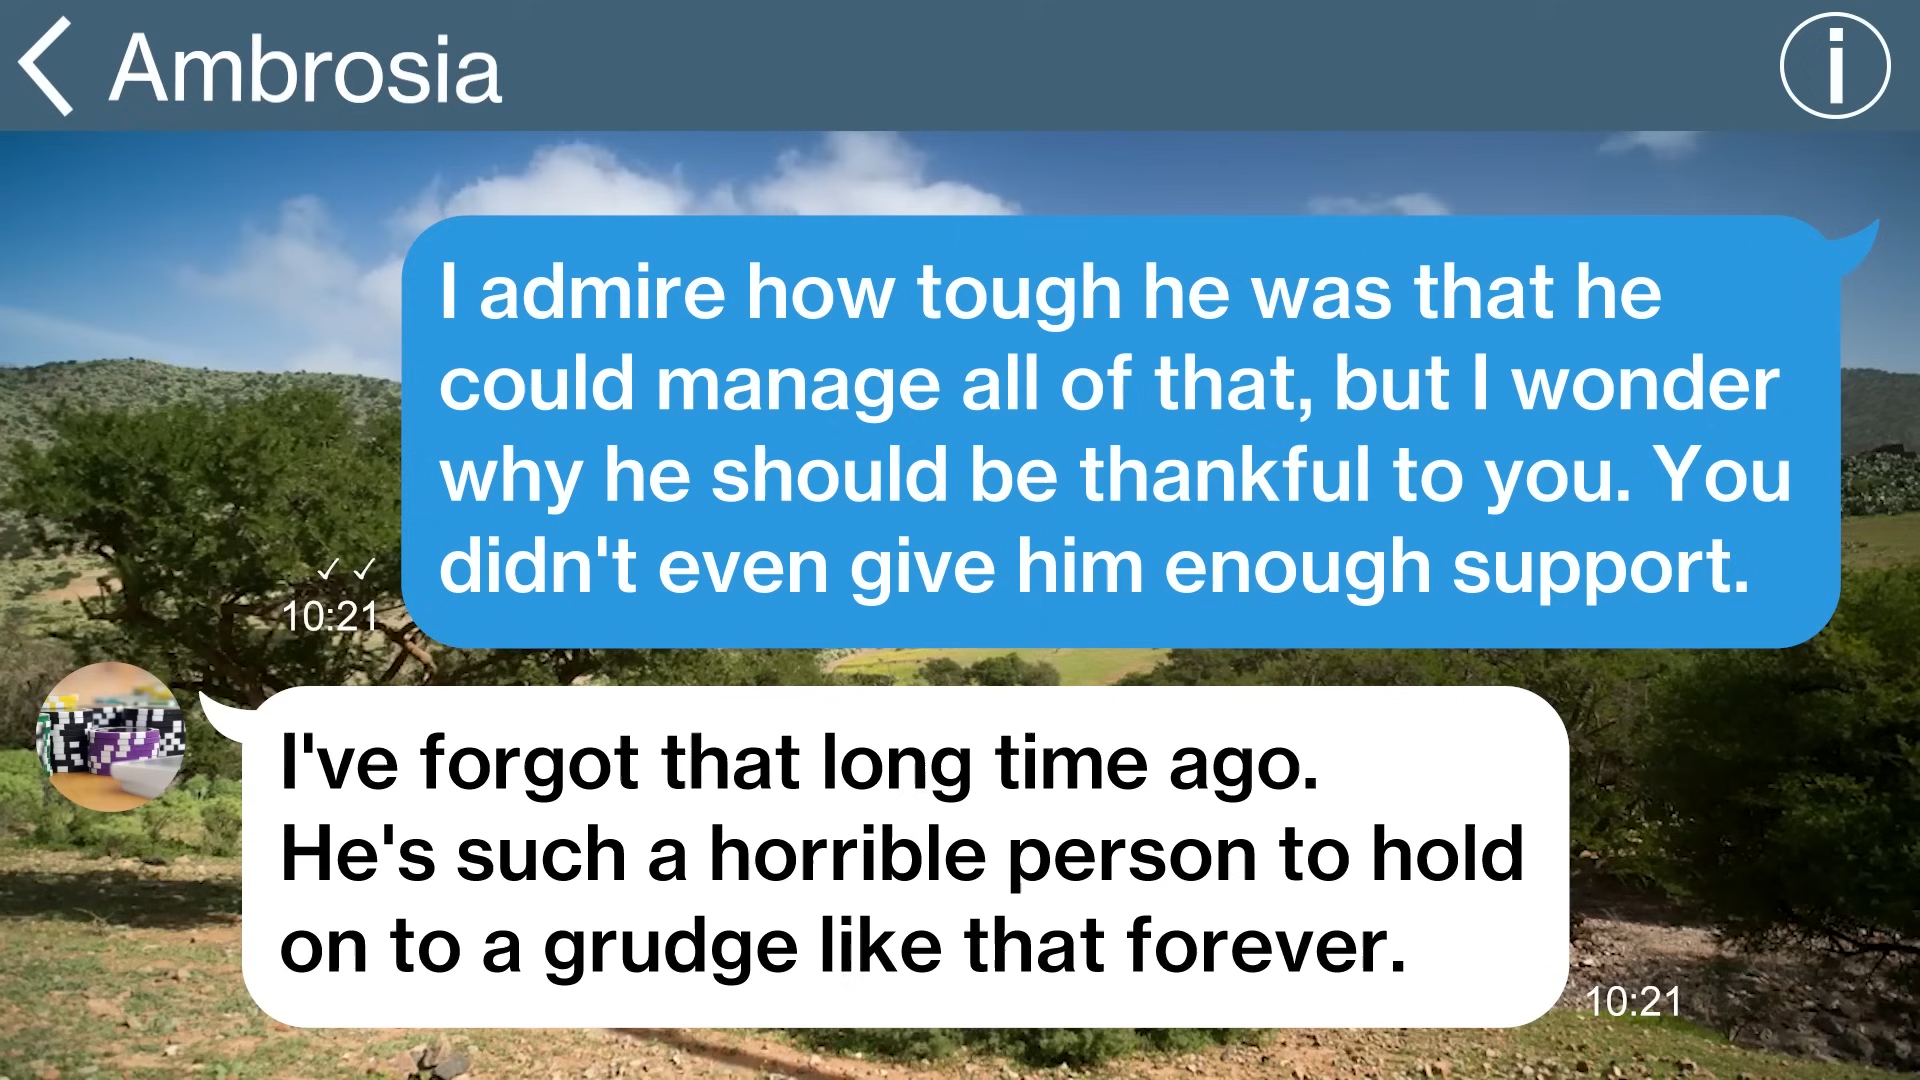 Ambrosia
I admire how tough he was that he
could manage all of that, but I wonder
why he should be thankful to you. You
didn't even give him enough support.
10:21
I've forgot that long time ago.
He's such a horrible person to hold
on to a grudge like that forever.
10:21